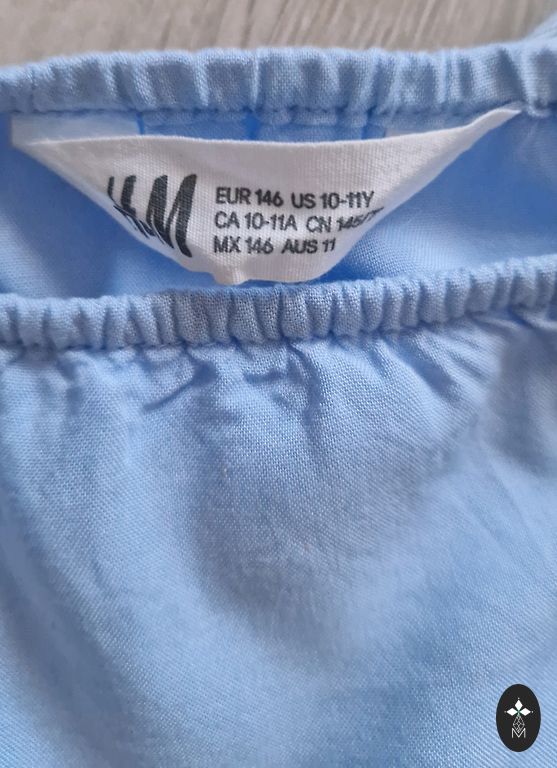 H&M
EUR 146 US 10-11Y
CA 10-11A CN
MX 146 AUS 11